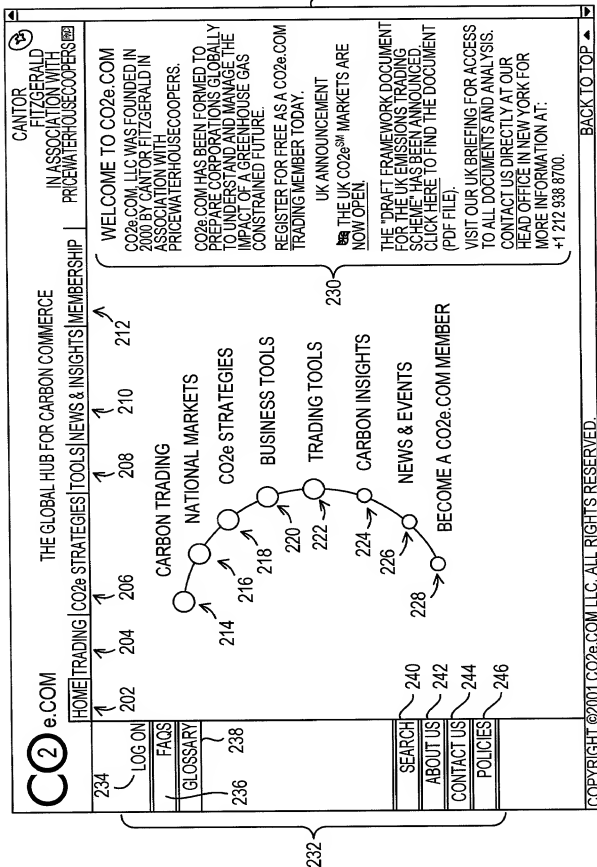 CO2e.COM
THE GLOBAL HUB FOR CARBON COMMERCE
CANTOR
FITZGERALD
IN ASSOCIATION WITH
PRICEWATERHOUSECOOPERS
HOME TRADING CO2e STRATEGIES TOOLS NEWS & INSIGHTS MEMBERSHIP
202 204 206 208 210 212
234
LOG ON
FAQS
GLOSSARY
236
238
232
SEARCH 240
ABOUT US 242
CONTACT US 244
POLICIES 246
CARBON TRADING
214
NATIONAL MARKETS
216
CO2e STRATEGIES
218
BUSINESS TOOLS
220
TRADING TOOLS
222
CARBON INSIGHTS
224
NEWS & EVENTS
226
BECOME A CO2e.COM MEMBER
228
230
WELCOME TO CO2e.COM
CO2e.COM, LLC WAS FOUNDED IN
2000 BY CANTOR FITZGERALD IN
ASSOCIATION WITH
PRICEWATERHOUSECOOPERS.
CO2e.COM HAS BEEN FORMED TO
PREPARE CORPORATIONS GLOBALLY
TO UNDERSTAND AND MANAGE THE
IMPACT OF A GREENHOUSE GAS
CONSTRAINED FUTURE.
REGISTER FOR FREE AS A CO2e.COM
TRADING MEMBER TODAY.
UK ANNOUNCEMENT
THE UK CO2e℠ MARKETS ARE
NOW OPEN.
THE "DRAFT FRAMEWORK DOCUMENT
FOR THE UK EMISSIONS TRADING
SCHEME" HAS BEEN ANNOUNCED.
CLICK HERE TO FIND THE DOCUMENT
(PDF FILE).
VISIT OUR UK BRIEFING FOR ACCESS
TO ALL DOCUMENTS AND ANALYSIS.
CONTACT US DIRECTLY AT OUR
HEAD OFFICE IN NEW YORK FOR
MORE INFORMATION AT:
+1 212 938 8700.
COPYRIGHT ©2001 CO2e.COM LLC. ALL RIGHTS RESERVED.
BACK TO TOP